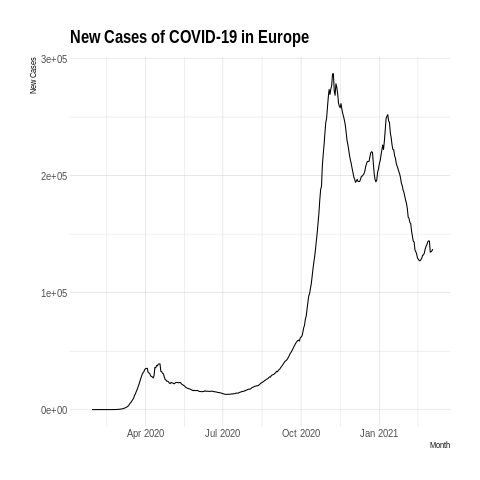 New Cases of COVID-19 in Europe
New Cases
3e+05
2e+05
1e+05
0e+00
Apr 2020
Jul 2020
Oct 2020
Jan 2021
Month